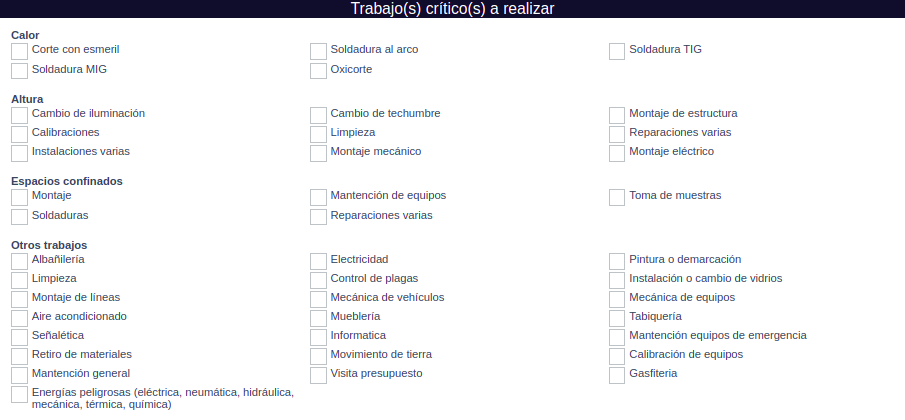 Trabajo(s) crítico(s) a realizar
Calor
Corte con esmeril
Soldadura al arco
Soldadura TIG
Soldadura MIG
Oxicorte
Altura
Cambio de iluminación
Cambio de techumbre
Montaje de estructura
Calibraciones
Limpieza
Reparaciones varias
Instalaciones varias
Montaje mecánico
Montaje eléctrico
Espacios confinados
Montaje
Mantención de equipos
Toma de muestras
Soldaduras
Reparaciones varias
Otros trabajos
Albañilería
Electricidad
Pintura o demarcación
Limpieza
Control de plagas
Instalación o cambio de vidrios
Montaje de líneas
Mecánica de vehículos
Mecánica de equipos
Aire acondicionado
Mueblería
Tabiquería
Señalética
Informatica
Mantención equipos de emergencia
Retiro de materiales
Movimiento de tierra
Calibración de equipos
Mantención general
Visita presupuesto
Gasfiteria
Energías peligrosas (eléctrica, neumática, hidráulica,
mecánica, térmica, química)